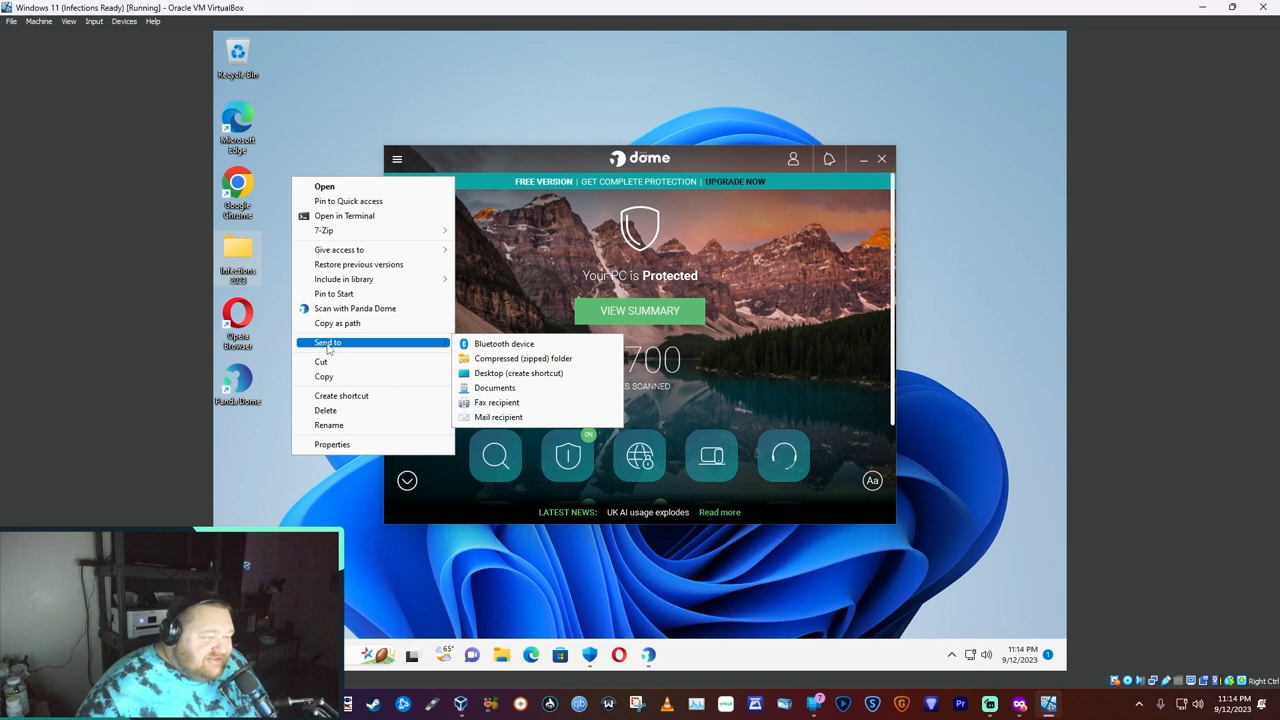 Windows 11 (Infections Ready) [Running] - Oracle VM VirtualBox
File Machine View Input Devices Help
Recycle Bin
Microsoft
Edge
Google
Chrome
Infections
2023
Opera
Browser
Panda Dome
Open
Pin to Quick access
Open in Terminal
7-Zip
Give access to
Restore previous versions
Include in library
Pin to Start
Scan with Panda Dome
Copy as path
Send to
Cut
Copy
Create shortcut
Delete
Rename
Properties
Bluetooth device
Compressed (zipped) folder
Desktop (create shortcut)
Documents
Fax recipient
Mail recipient
dome
FREE VERSION | GET COMPLETE PROTECTION | UPGRADE NOW
Your PC is Protected
VIEW SUMMARY
700
S SCANNED
ON
Aa
LATEST NEWS: UK AI usage explodes Read more
65°
11:14 PM
9/12/2023
1
Right Ctrl
7
11:14 PM
9/12/2023